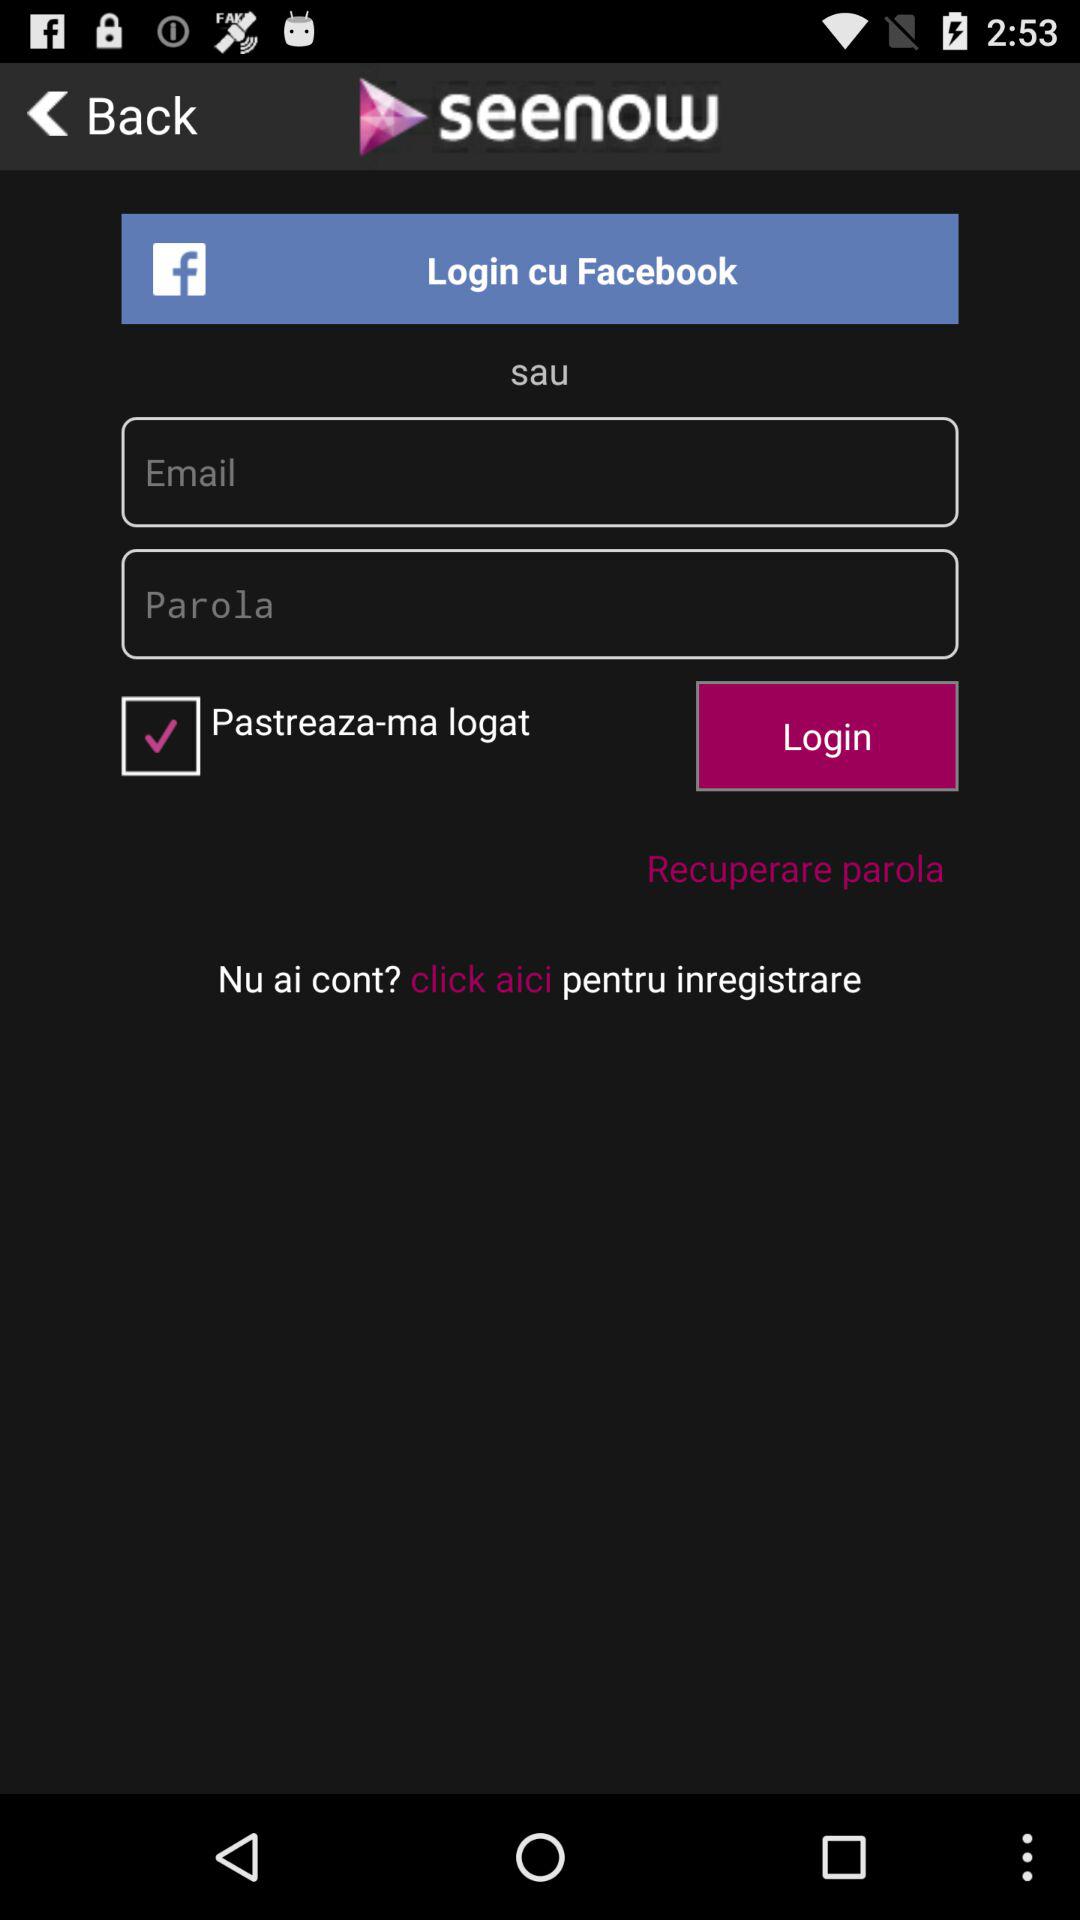 FAK
2:53
Back
seenow
Login cu Facebook
sau
Email
Parola
Pastreaza-ma logat
Login
Recuperare parola
Nu ai cont? click aici pentru inregistrare